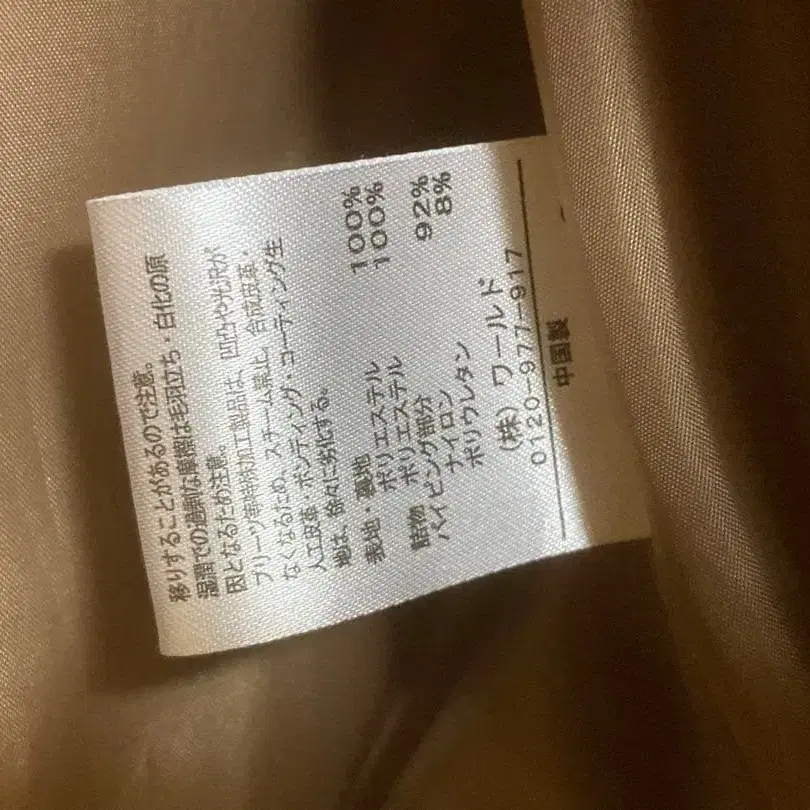 移りすることがあるので注意。
湿潤での過剰な摩擦は毛羽立ち・白化の原
因となるため注意。
プリーツ等特殊加工製品は、凹凸や光沢が
なくなるため、スチーム禁止。合成皮革・
人工皮革・ボンディング・コーティング生
地は、徐々に劣化する。
表地・裏地
ポリエステル 100%
ポリエステル 100%
詰物
パイピング部分
ナイロン 92%
ポリウレタン 8%
(株) ワールド
0120-977-917
中国製